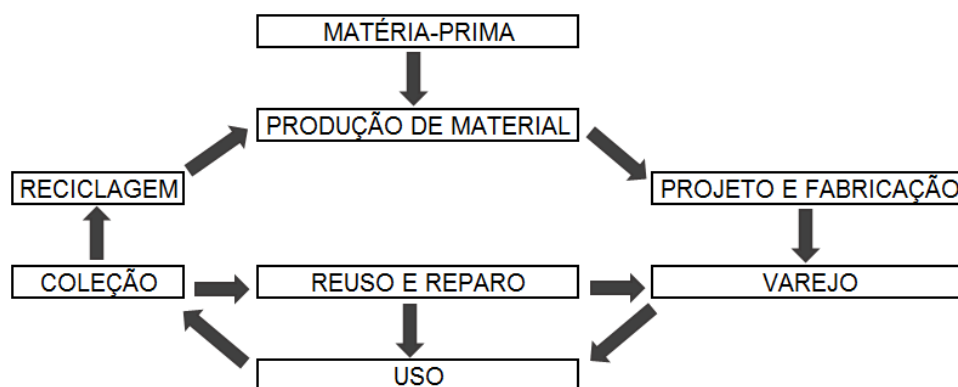 MATÉRIA-PRIMA
PRODUÇÃO DE MATERIAL
RECICLAGEM
PROJETO E FABRICAÇÃO
COLEÇÃO
REUSO E REPARO
VAREJO
USO